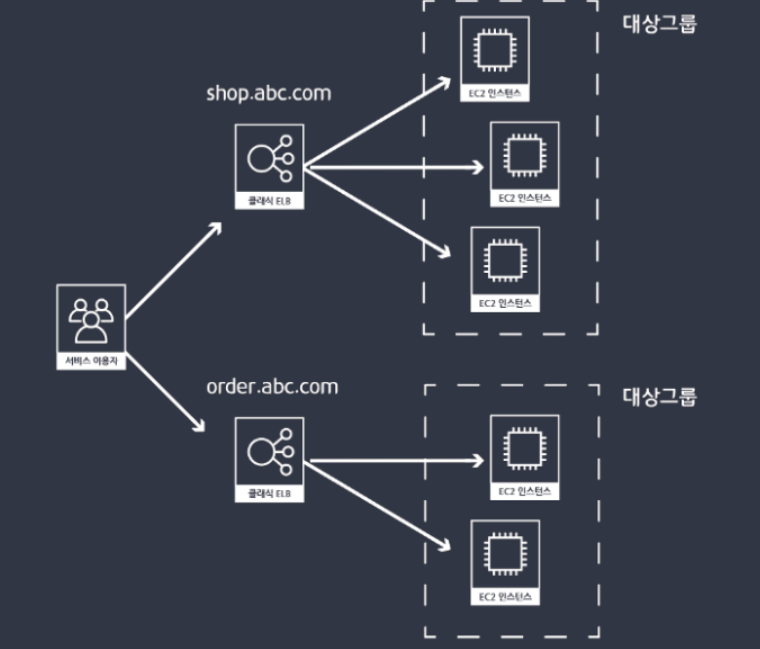 대상그룹
EC2 인스턴스
shop.abc.com
EC2 인스턴스
클래식 ELB
EC2 인스턴스
서비스 이용자
order.abc.com
대상그룹
EC2 인스턴스
클래식 ELB
EC2 인스턴스